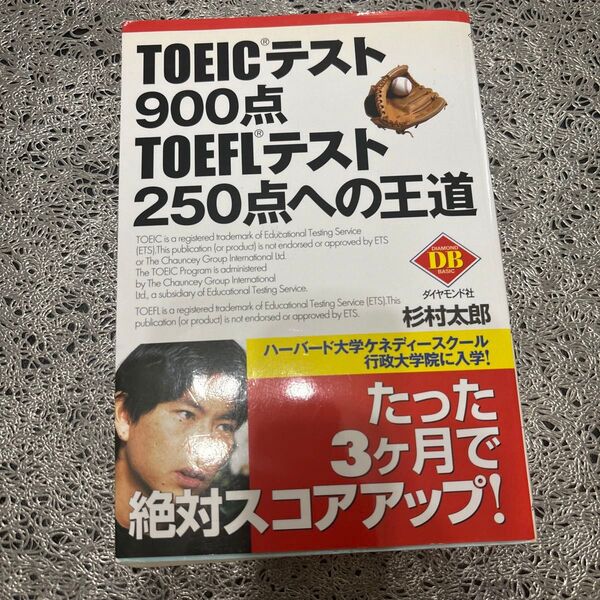 TOEIC®テスト
900点
TOEFL®テスト
250点への王道
TOEIC is a registered trademark of Educational Testing Service
(ETS).This publication (or product) is not endorsed or approved by ETS
or The Chauncey Group International Ltd.
The TOEIC Program is administered
by The Chauncey Group International
Ltd., a subsidiary of Educational Testing Service.
TOEFL is a registered trademark of Educational Testing Service (ETS).This
publication (or product) is not endorsed or approved by ETS.
DIAMOND
DB
BASIC
ダイヤモンド社
杉村太郎
ハーバード大学ケネディースクール
行政大学院に入学!
たった
3ヶ月で
絶対スコアアップ!